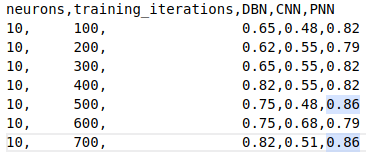 neurons,training_iterations,DBN,CNN,PNN
10,     100,                0.65,0.48,0.82
10,     200,                0.62,0.55,0.79
10,     300,                0.65,0.55,0.82
10,     400,                0.82,0.55,0.82
10,     500,                0.75,0.48,0.86
10,     600,                0.75,0.68,0.79
10,     700,                0.82,0.51,0.86